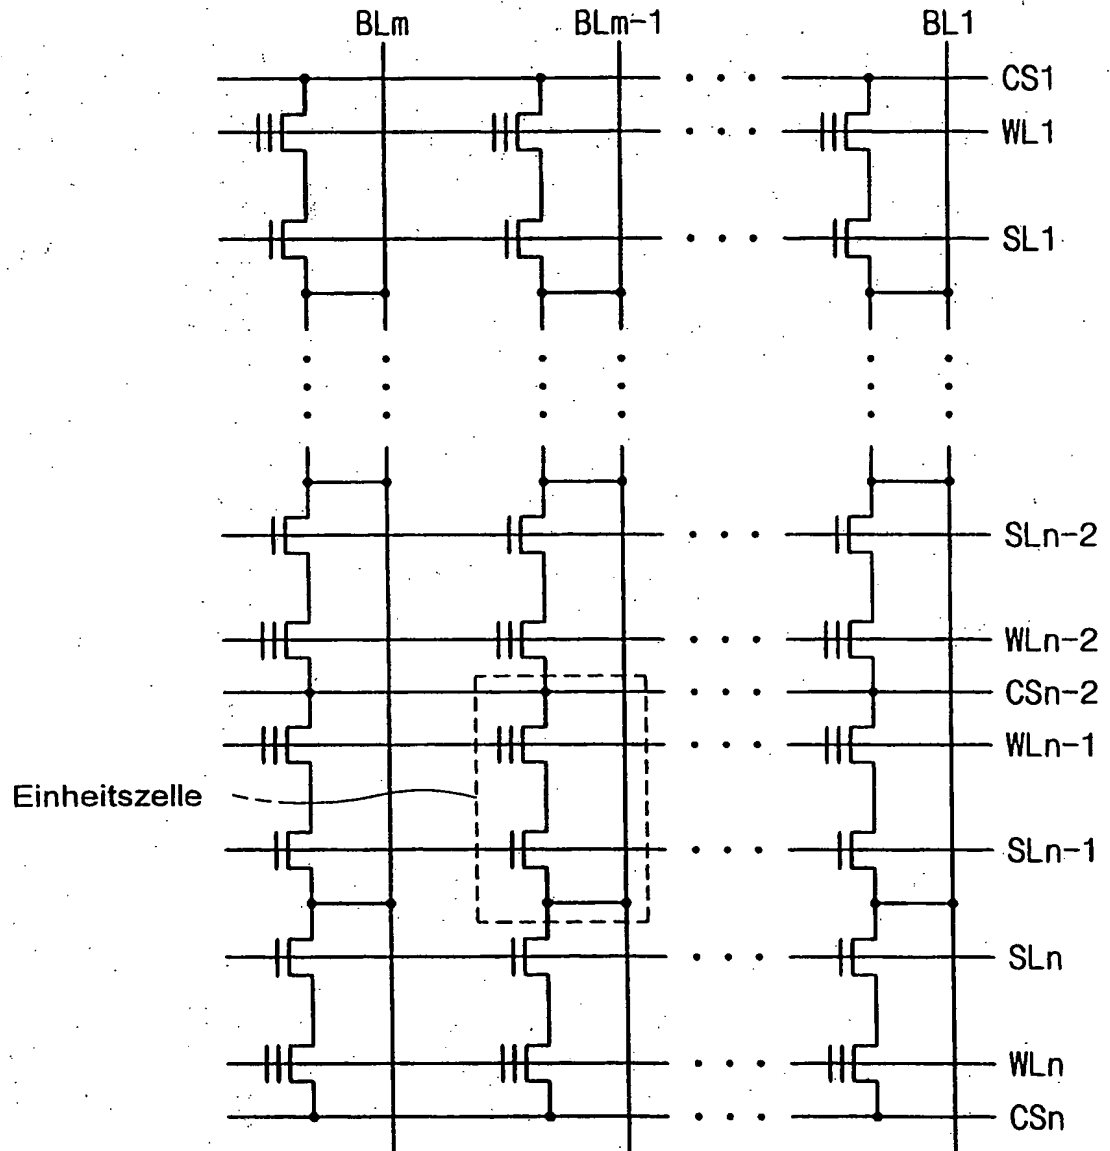 BLm
BLm-1
BL1
CS1
WL1
SL1
SLn-2
WLn-2
CSn-2
WLn-1
Einheitszelle
SLn-1
SLn
WLn
CSn